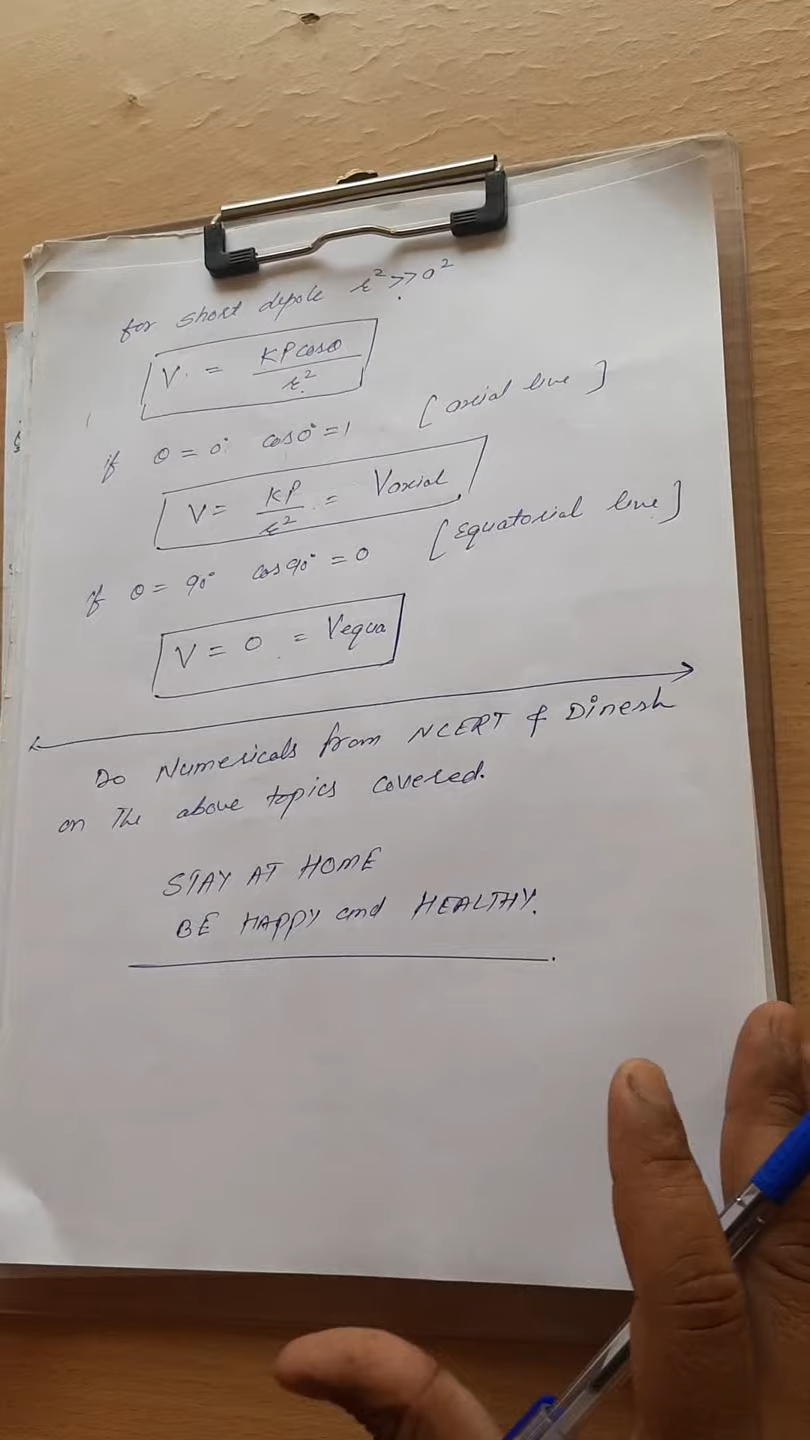 for short dipole r² >> a²
V = KPcosθ / r²
if θ = 0° cos0° = 1 [axial line]
V = KP / r² = Vaxial
if θ = 90° cos90° = 0 [Equatorial line]
V = 0 = Vequa
Do Numericals from NCERT & Dinesh
on The above topics covered.
STAY AT HOME
BE HAPPY and HEALTHY.